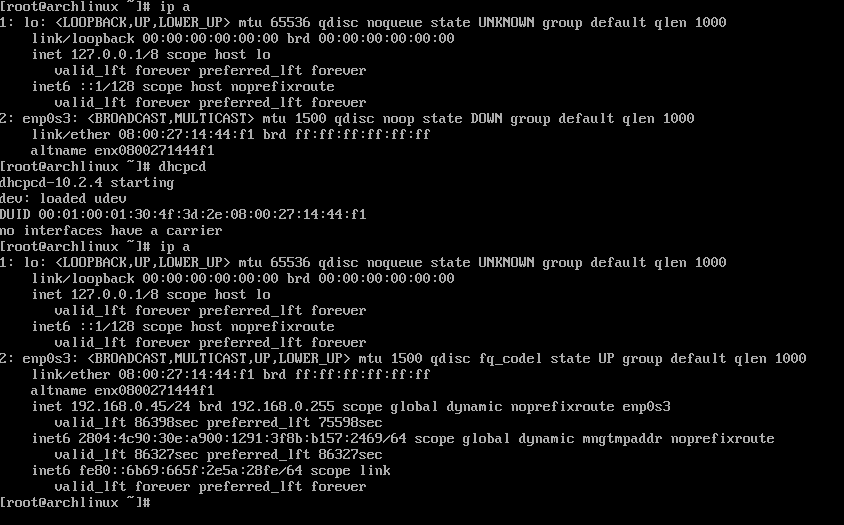 [root@archlinux ~]# ip a
1: lo: <LOOPBACK,UP,LOWER_UP> mtu 65536 qdisc noqueue state UNKNOWN group default qlen 1000
    link/loopback 00:00:00:00:00:00 brd 00:00:00:00:00:00
    inet 127.0.0.1/8 scope host lo
       valid_lft forever preferred_lft forever
    inet6 ::1/128 scope host noprefixroute
       valid_lft forever preferred_lft forever
2: enp0s3: <BROADCAST,MULTICAST> mtu 1500 qdisc noop state DOWN group default qlen 1000
    link/ether 08:00:27:14:44:f1 brd ff:ff:ff:ff:ff:ff
    altname enx0800271444f1
[root@archlinux ~]# dhcpcd
dhcpcd-10.2.4 starting
dev: loaded udev
DUID 00:01:00:01:30:4f:3d:2e:08:00:27:14:44:f1
no interfaces have a carrier
[root@archlinux ~]# ip a
1: lo: <LOOPBACK,UP,LOWER_UP> mtu 65536 qdisc noqueue state UNKNOWN group default qlen 1000
    link/loopback 00:00:00:00:00:00 brd 00:00:00:00:00:00
    inet 127.0.0.1/8 scope host lo
       valid_lft forever preferred_lft forever
    inet6 ::1/128 scope host noprefixroute
       valid_lft forever preferred_lft forever
2: enp0s3: <BROADCAST,MULTICAST,UP,LOWER_UP> mtu 1500 qdisc fq_codel state UP group default qlen 1000
    link/ether 08:00:27:14:44:f1 brd ff:ff:ff:ff:ff:ff
    altname enx0800271444f1
    inet 192.168.0.45/24 brd 192.168.0.255 scope global dynamic noprefixroute enp0s3
       valid_lft 86398sec preferred_lft 75598sec
    inet6 2804:4c90:30e:a900:1291:3f8b:b157:2469/64 scope global dynamic mngtmpaddr noprefixroute
       valid_lft 86327sec preferred_lft 86327sec
    inet6 fe80::6b69:665f:2e5a:28fe/64 scope link
       valid_lft forever preferred_lft forever
[root@archlinux ~]#